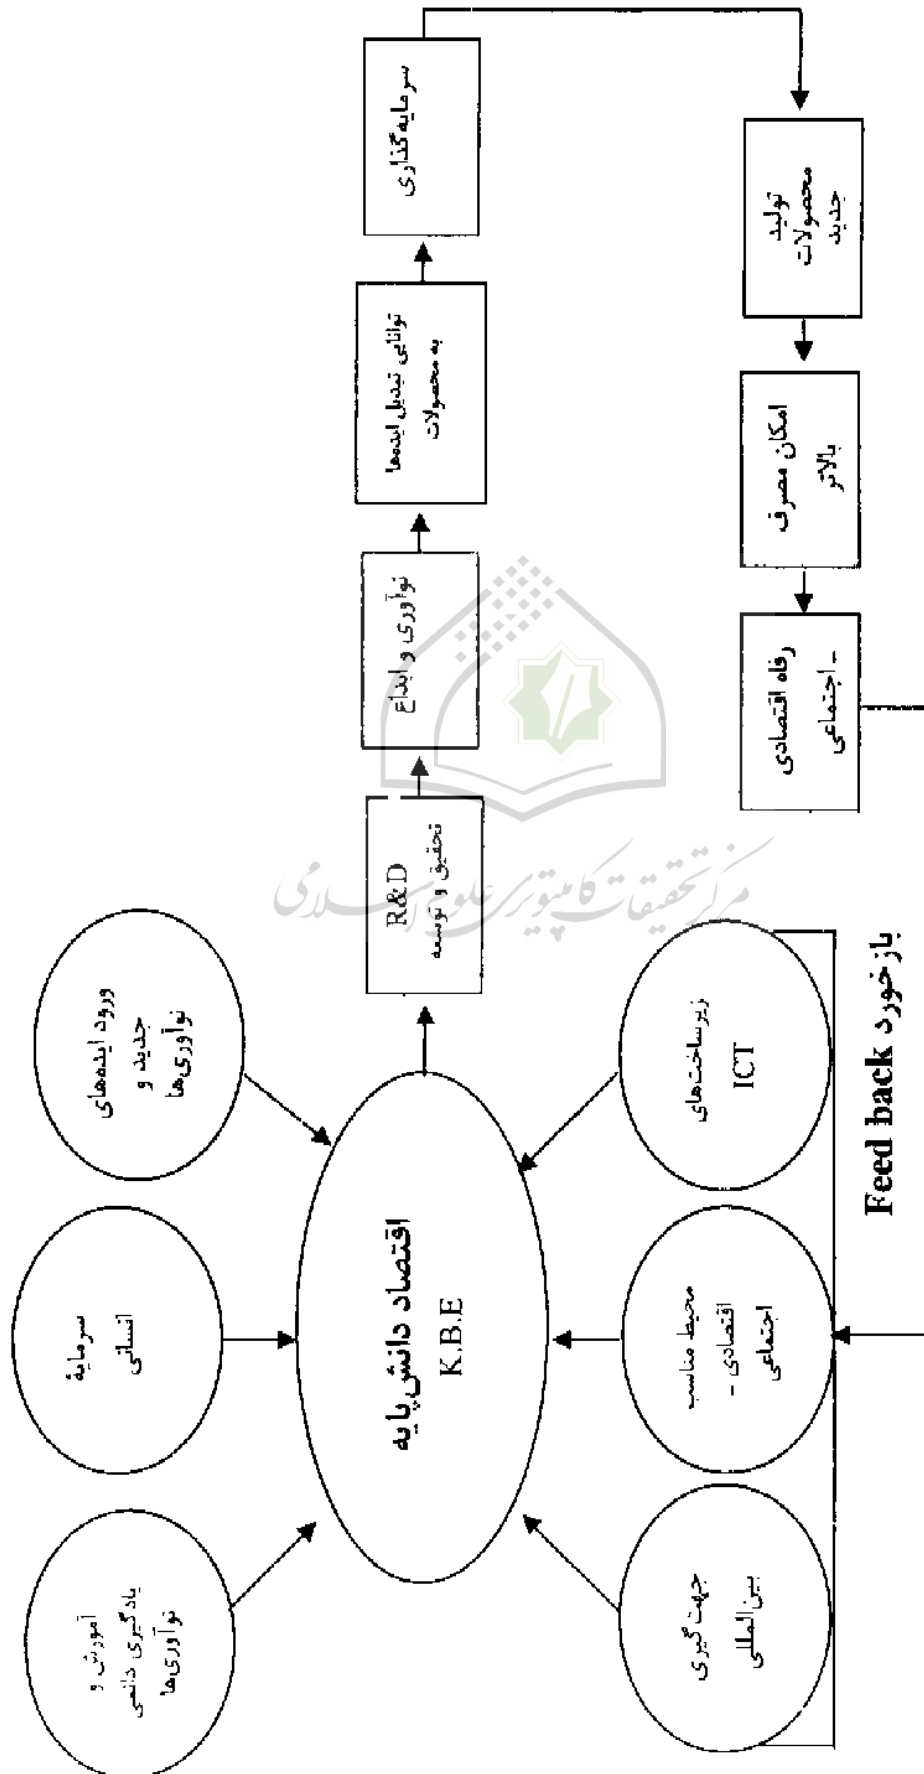 آموزش و
یادگیری دائمی
نوآوری‌ها
سرمایهٔ
انسانی
ورود ایده‌های
جدید و
نوآوری‌ها
اقتصاد دانش‌پایه
K.B.E
R&D
تحقیق و توسعه
نوآوری و ابداع
توانایی تبدیل ایده‌ها
به محصولات
سرمایه‌گذاری
جهت‌گیری
بین‌المللی
محیط مناسب
اقتصادی -
اجتماعی
زیرساخت‌های
ICT
تولید
محصولات
جدید
امکان مصرف
بالاتر
رفاه اقتصادی
- اجتماعی
بازخورد Feed back
مرکز تحقیقات کامپیوتری علوم اسلامی